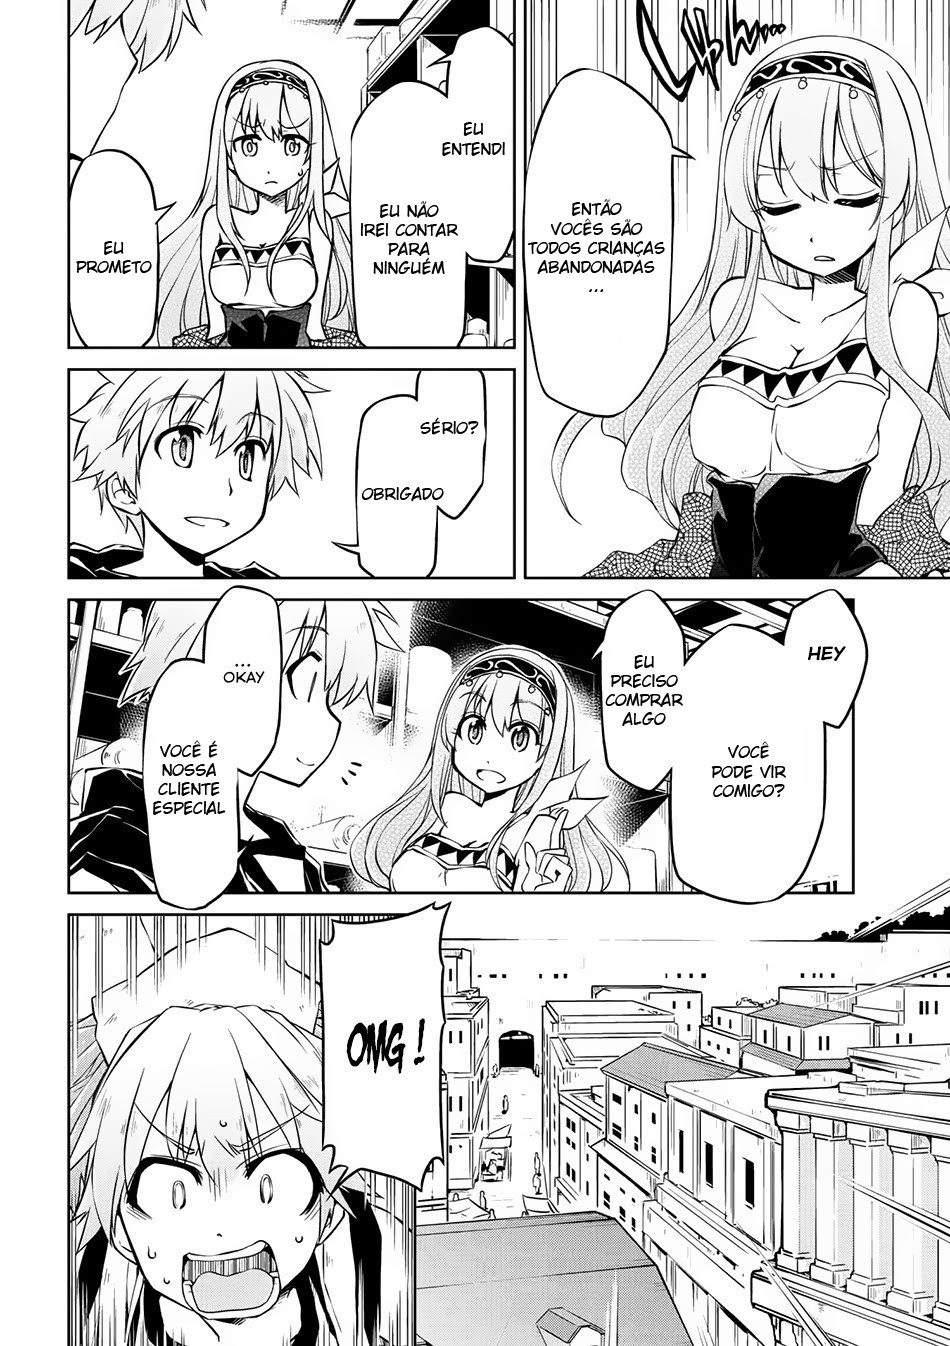 ENTÃO
VOCÊS SÃO
TODOS CRIANÇAS
ABANDONADAS
...
EU
ENTENDI
EU NÃO
IREI CONTAR
PARA
NINGUÉM
EU
PROMETO
SÉRIO?
OBRIGADO
HEY
VOCÊ
PODE VIR
COMIGO?
EU
PRECISO
COMPRAR
ALGO
...
OKAY
VOCÊ É
NOSSA
CLIENTE
ESPECIAL
OMG!